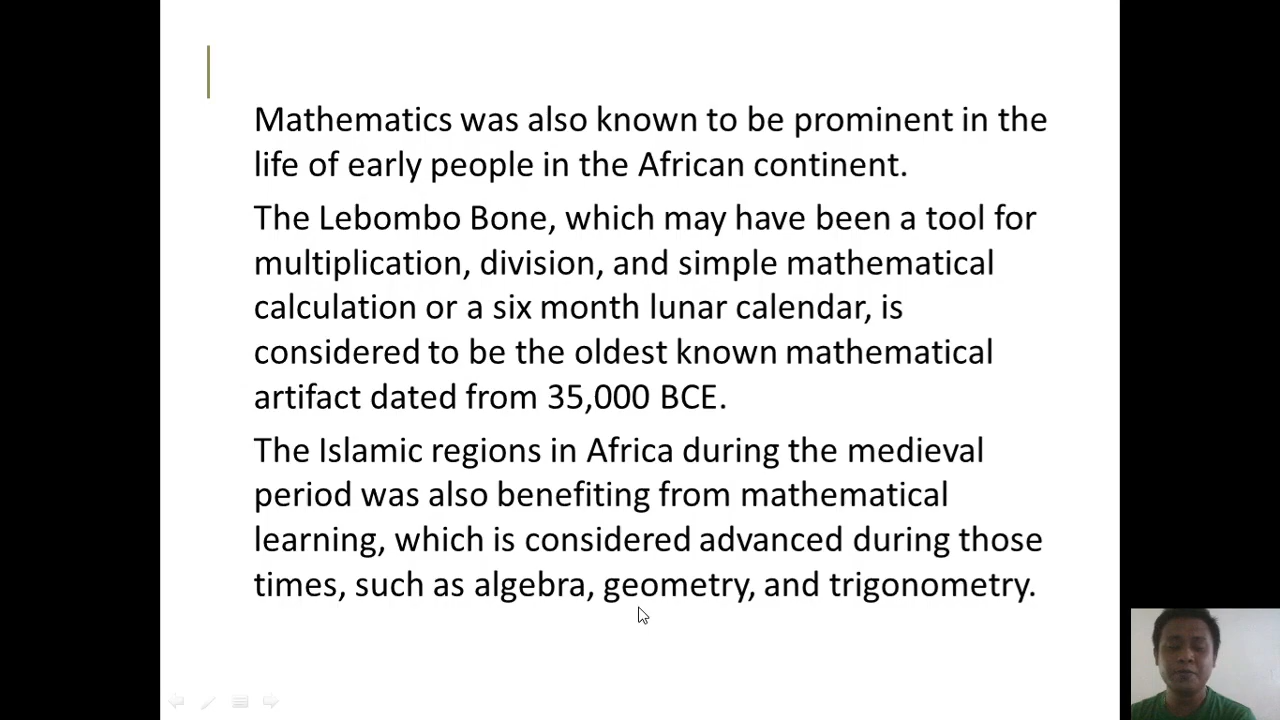 Mathematics was also known to be prominent in the
life of early people in the African continent.
The Lebombo Bone, which may have been a tool for
multiplication, division, and simple mathematical
calculation or a six month lunar calendar, is
considered to be the oldest known mathematical
artifact dated from 35,000 BCE.
The Islamic regions in Africa during the medieval
period was also benefiting from mathematical
learning, which is considered advanced during those
times, such as algebra, geometry, and trigonometry.